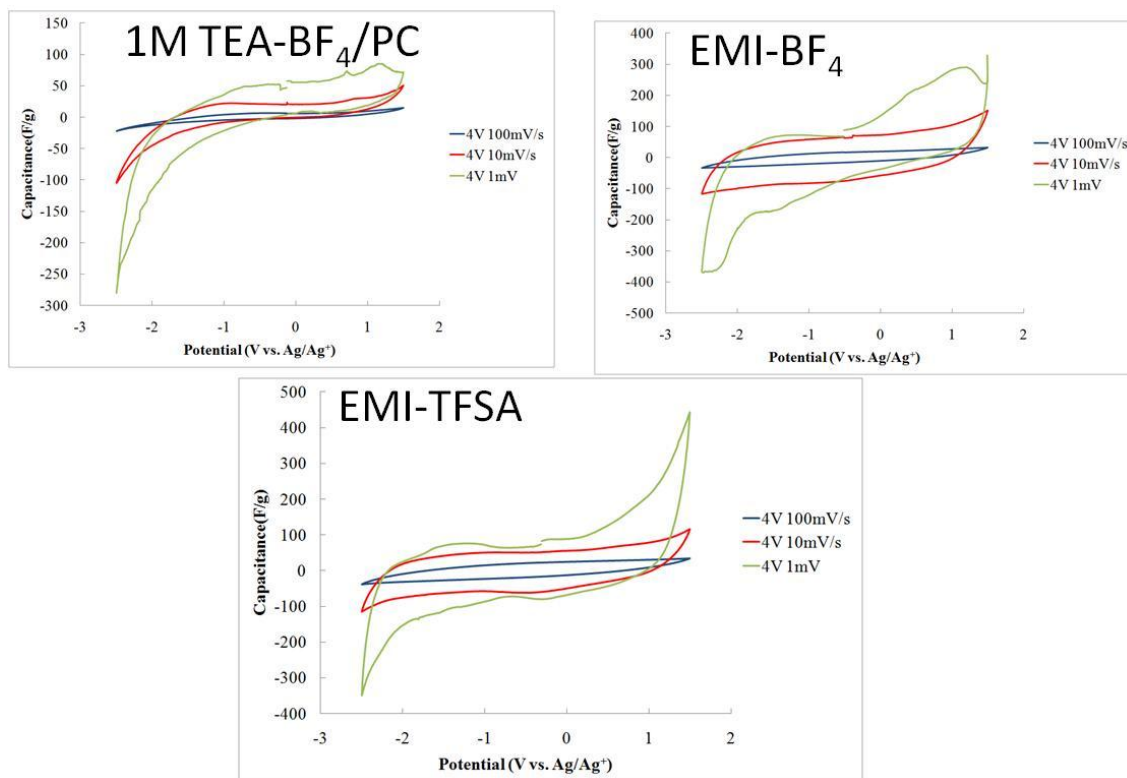 1M TEA-BF₄/PC
150
100
50
0
-50
-100
-150
-200
-250
-300
Capacitance(F/g)
-3 -2 -1 0 1 2
Potential (V vs. Ag/Ag⁺)
4V 100mV/s
4V 10mV/s
4V 1mV
EMI-BF₄
400
300
200
100
0
-100
-200
-300
-400
-500
Capacitance(F/g)
-3 -2 -1 0 1 2
Potential (V vs. Ag/Ag⁺)
4V 100mV/s
4V 10mV/s
4V 1mV
EMI-TFSA
500
400
300
200
100
0
-100
-200
-300
-400
Capacitance(F/g)
-3 -2 -1 0 1 2
Potential (V vs. Ag/Ag⁺)
4V 100mV/s
4V 10mV/s
4V 1mV